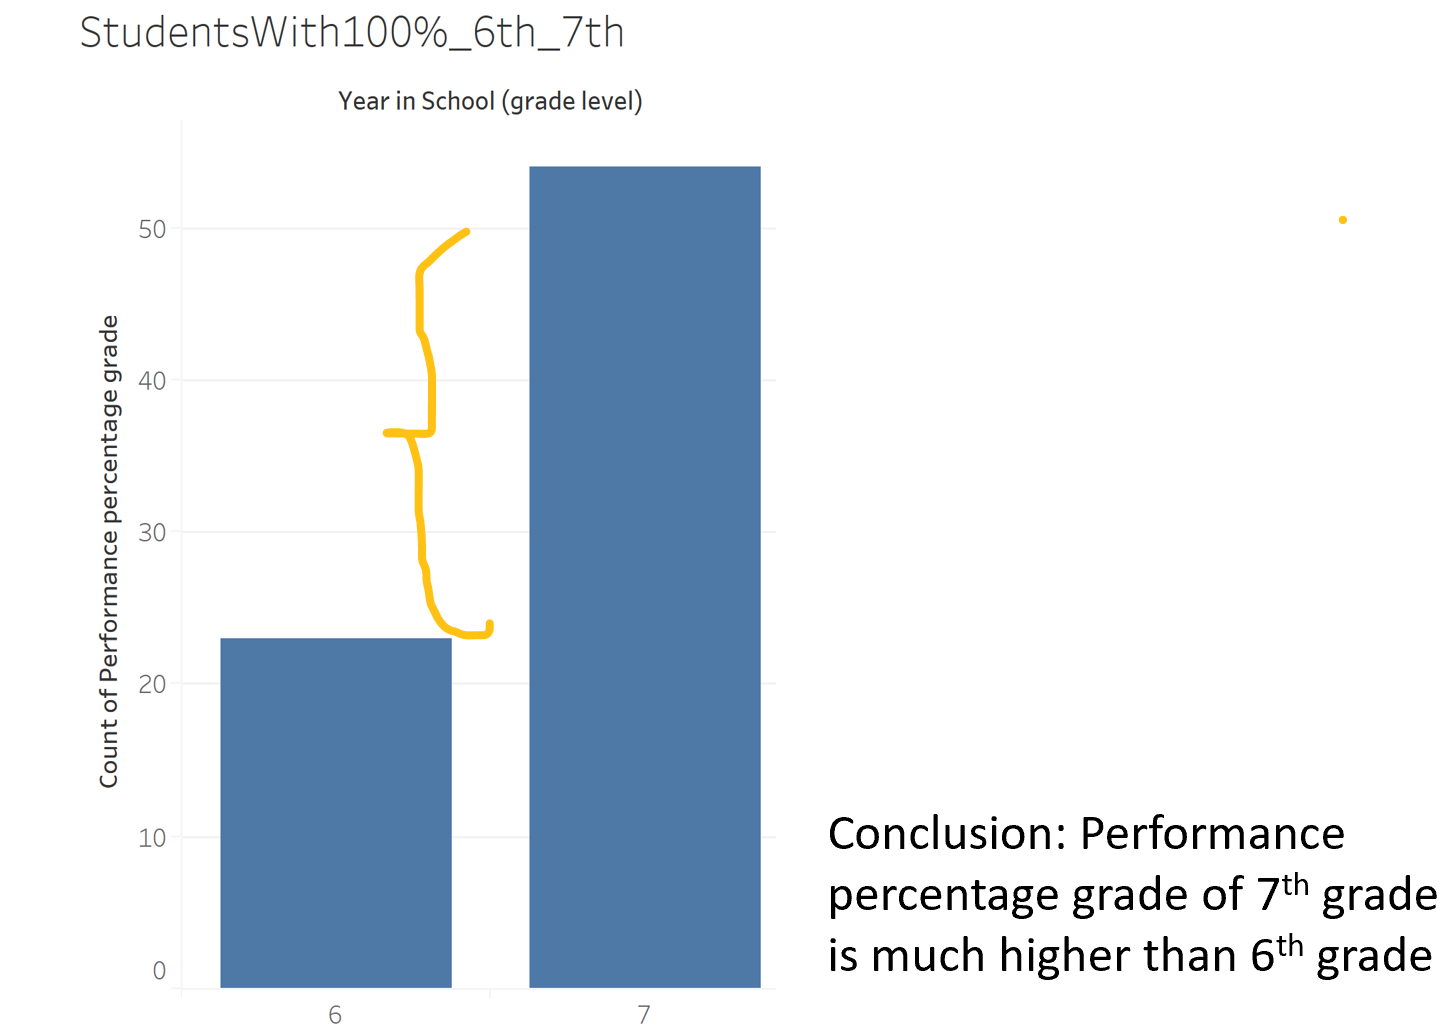 StudentsWith100%_6th_7th
Year in School (grade level)
Count of Performance percentage grade
50
40
30
20
10
0
6
7
Conclusion: Performance
percentage grade of 7th grade
is much higher than 6th grade